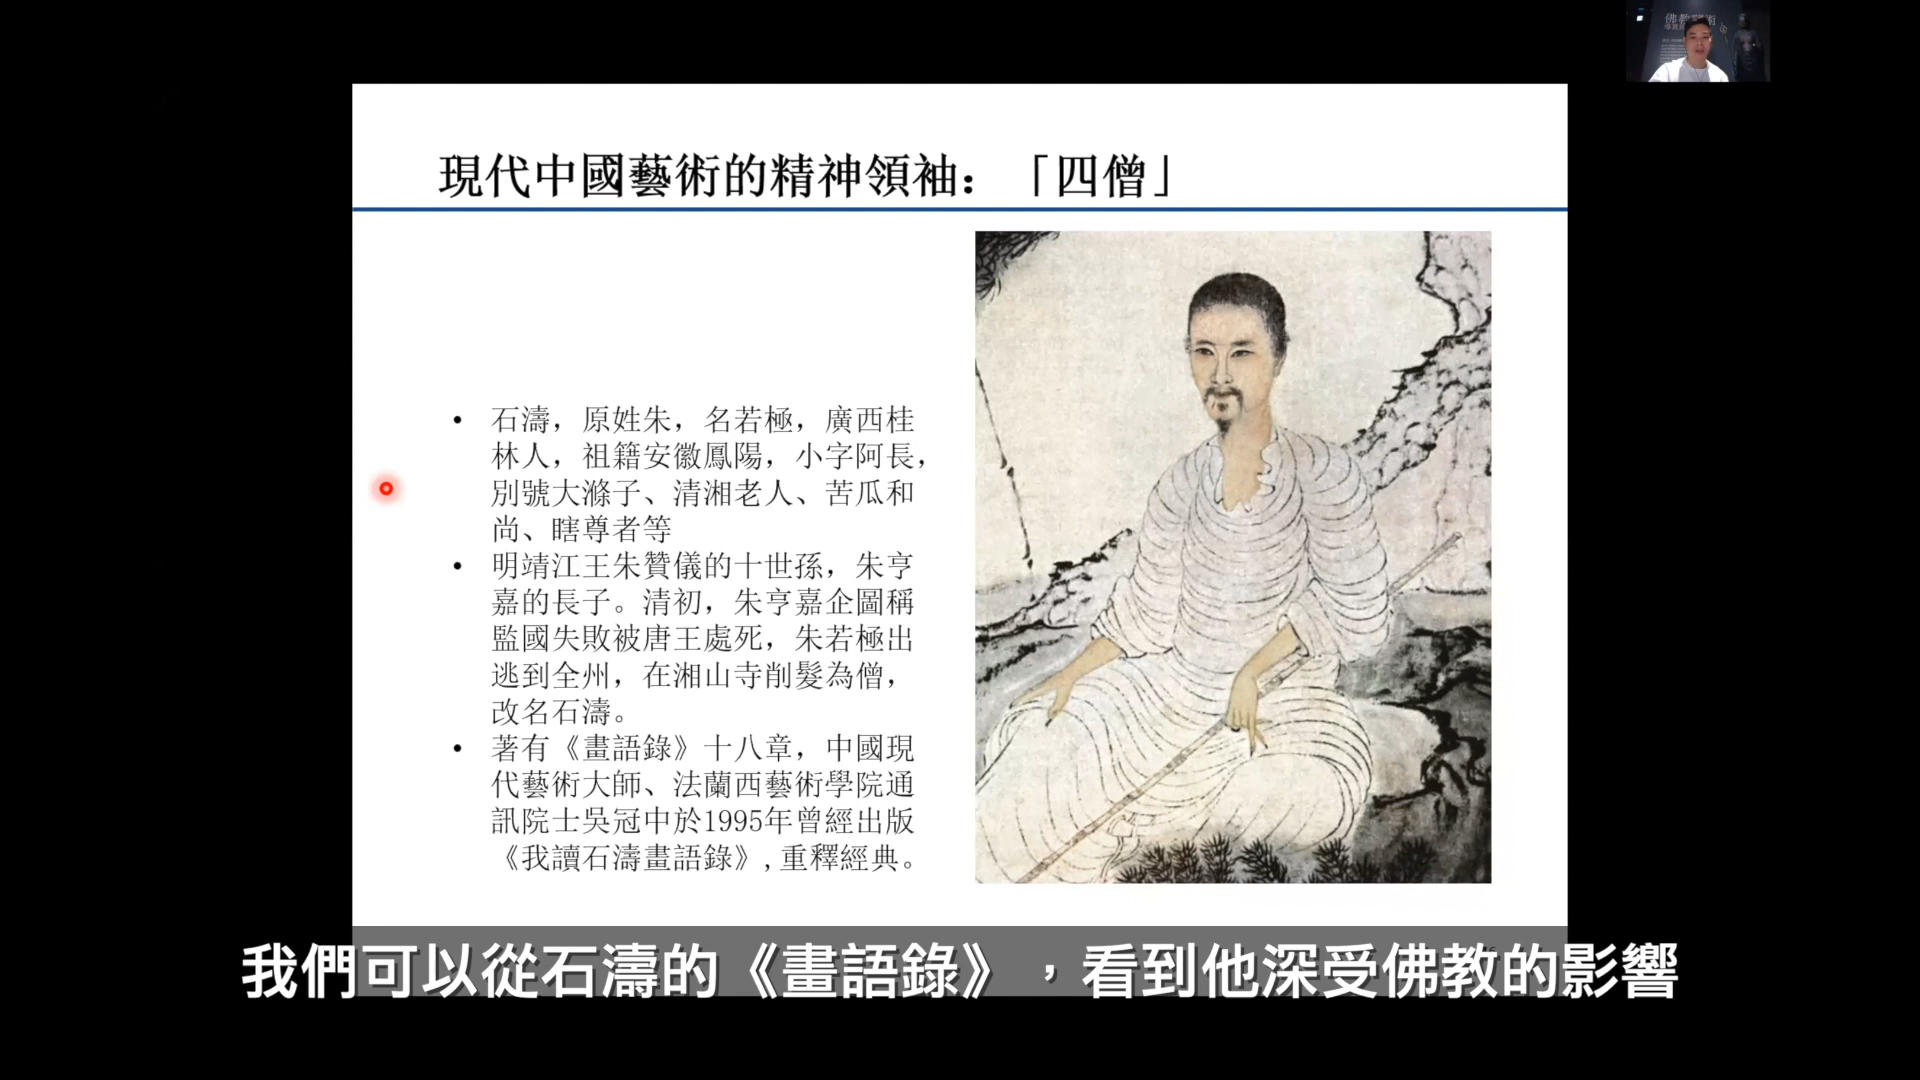 佛教藝術
現代中國藝術的精神領袖：「四僧」
• 石濤，原姓朱，名若極，廣西桂
林人，祖籍安徽鳳陽，小字阿長，
別號大滌子、清湘老人、苦瓜和
尚、瞎尊者等
• 明靖江王朱贊儀的十世孫，朱亨
嘉的長子。清初，朱亨嘉企圖稱
監國失敗被唐王處死，朱若極出
逃到全州，在湘山寺削髮為僧，
改名石濤。
• 著有《畫語錄》十八章，中國現
代藝術大師、法蘭西藝術學院通
訊院士吳冠中於1995年曾經出版
《我讀石濤畫語錄》,重釋經典。
我們可以從石濤的《畫語錄》，看到他深受佛教的影響